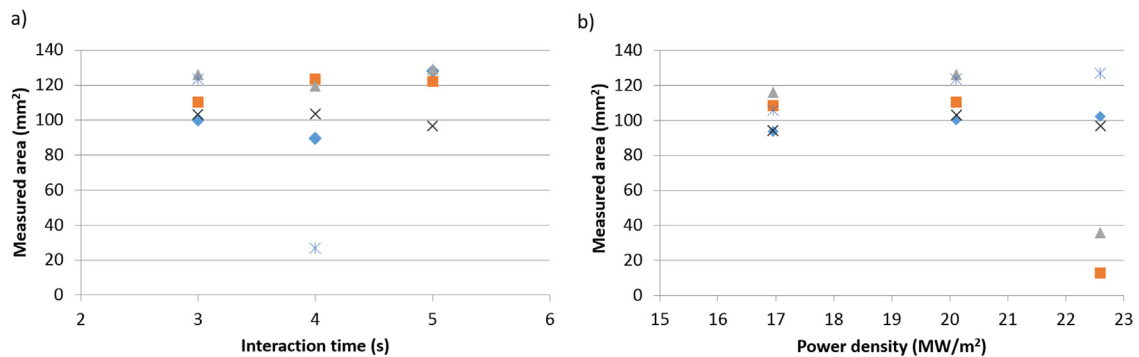 a)
Measured area (mm²)
140
120
100
80
60
40
20
0
2 3 4 5 6
Interaction time (s)
b)
Measured area (mm²)
140
120
100
80
60
40
20
0
15 16 17 18 19 20 21 22 23
Power density (MW/m²)